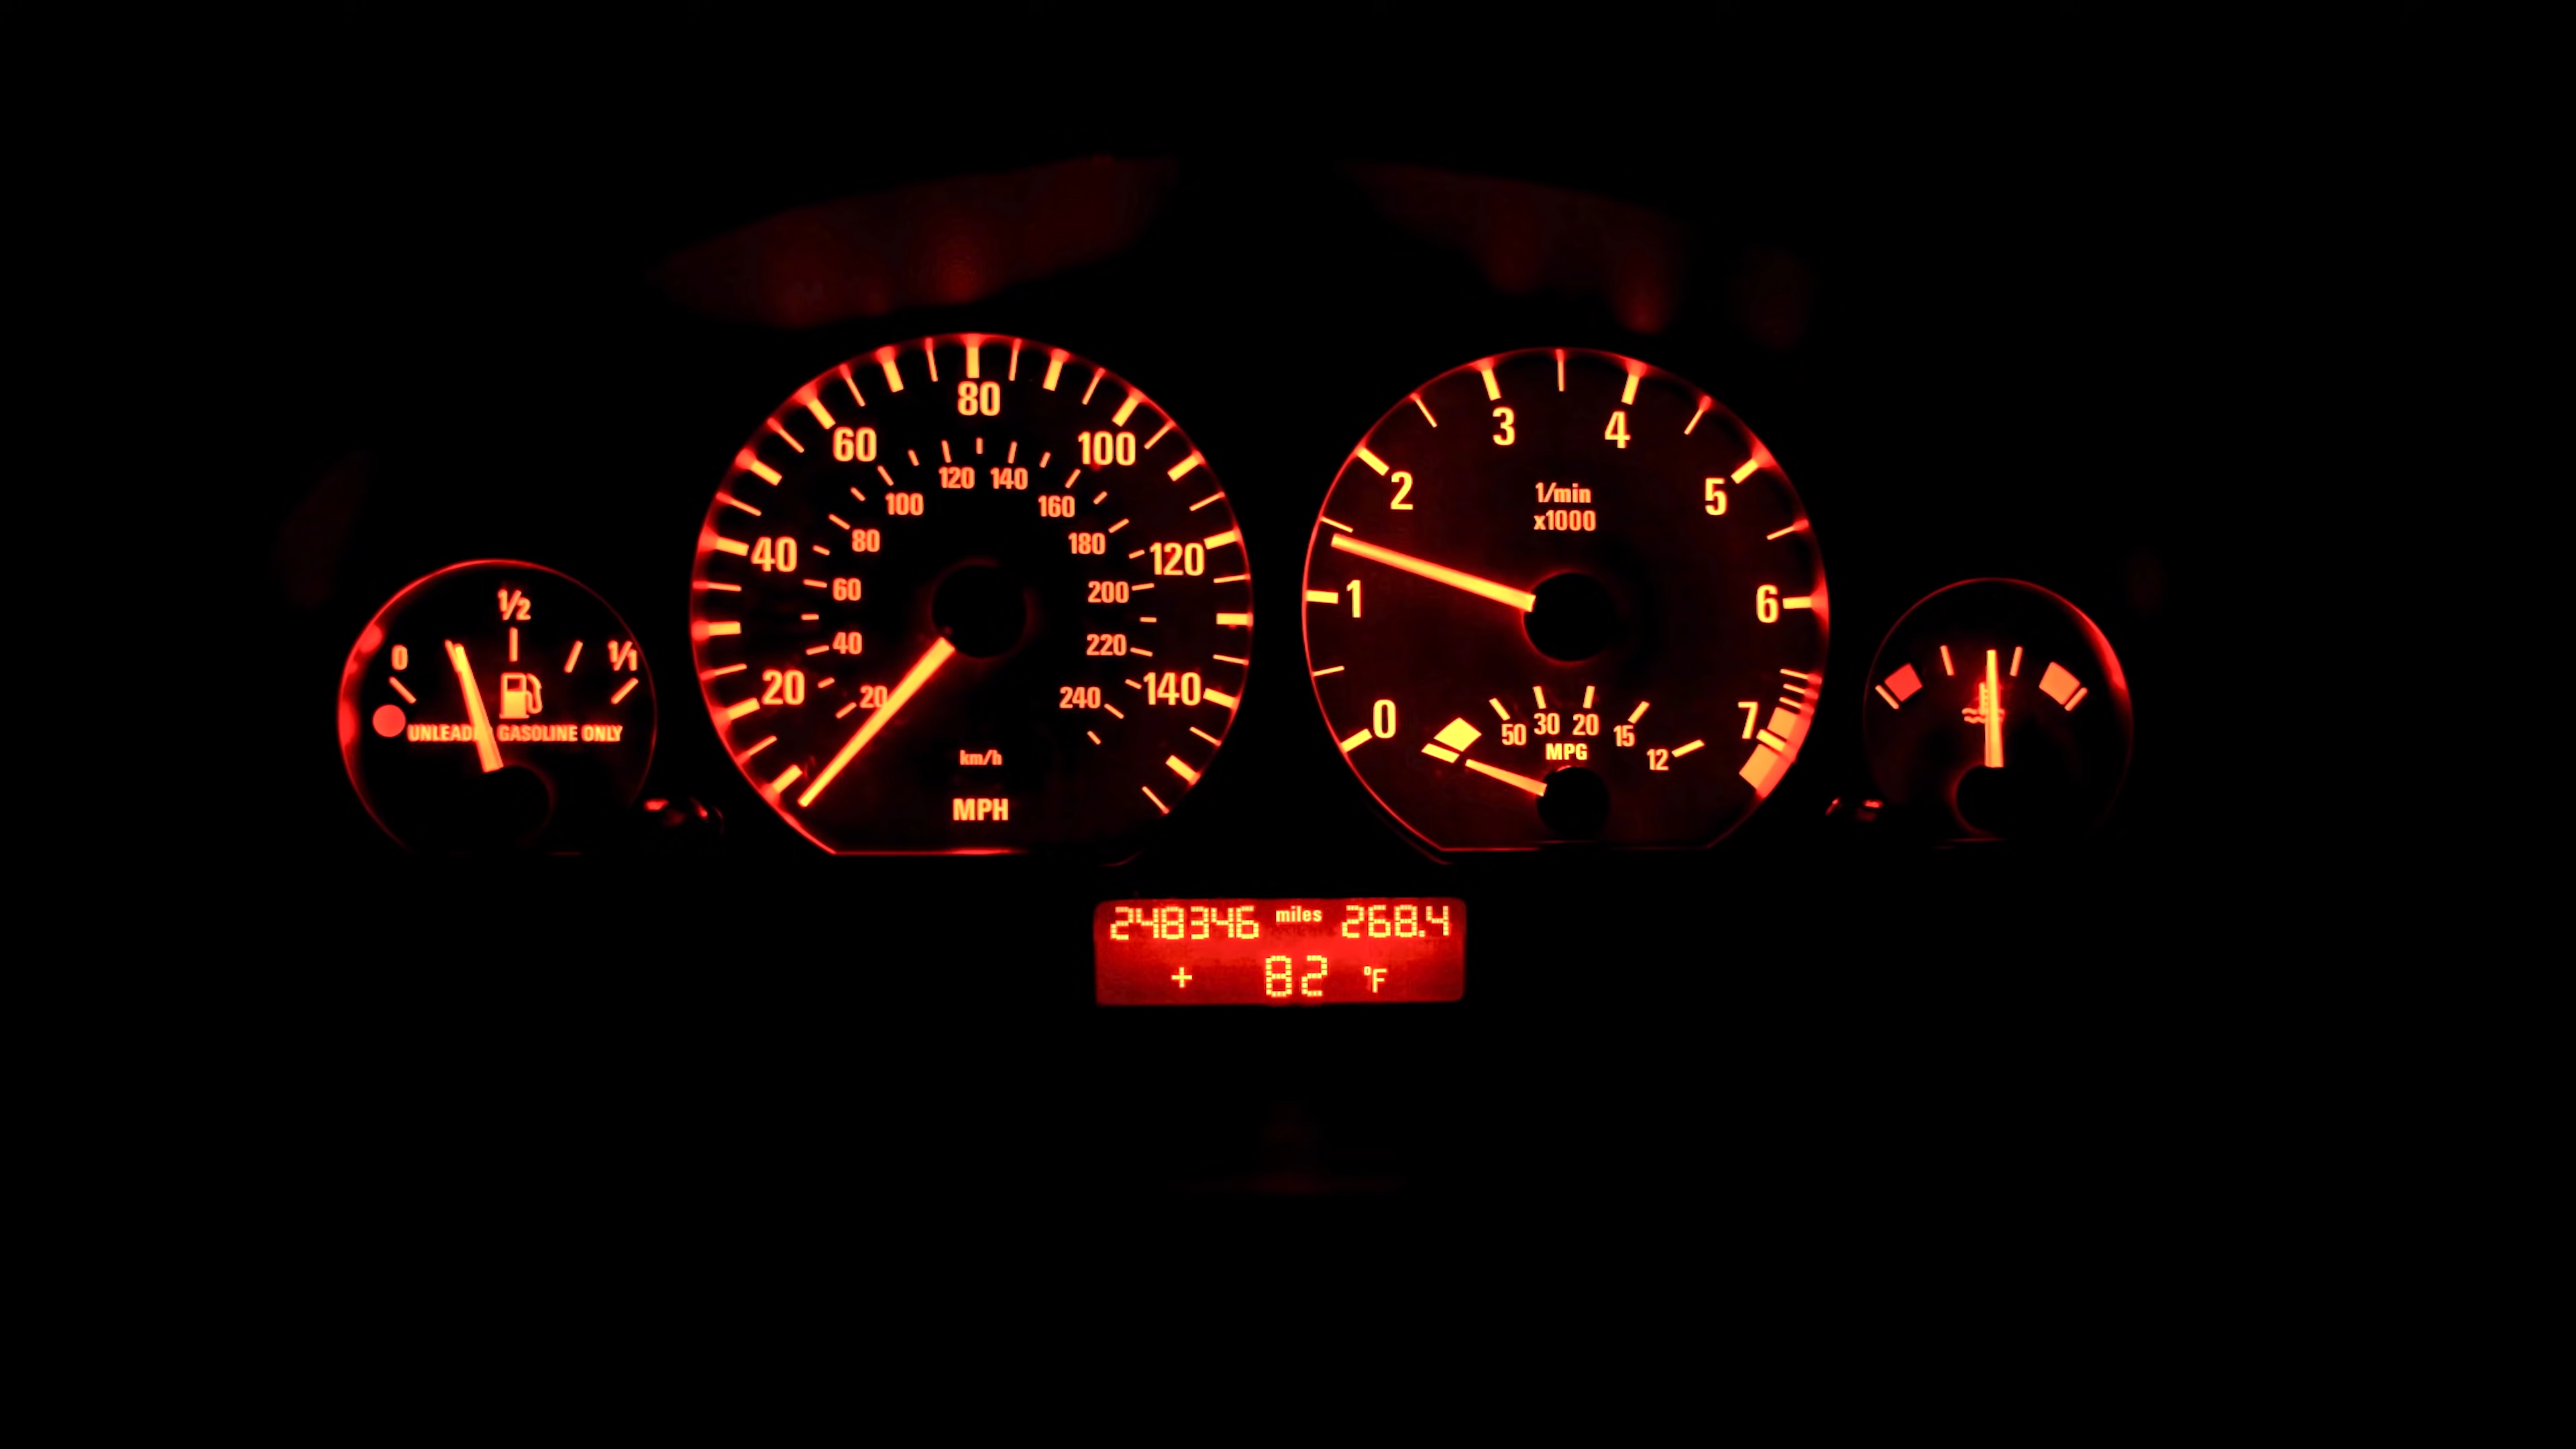 0 1/2 1/1
UNLEADED GASOLINE ONLY
20 40 60 80 100 120 140
20 40 60 80 100 120 140 160 180 200 220 240
km/h
MPH
0 1 2 3 4 5 6 7
1/min
x1000
50 30 20 15 12
MPG
248346 miles 268.4
+ 82 °F